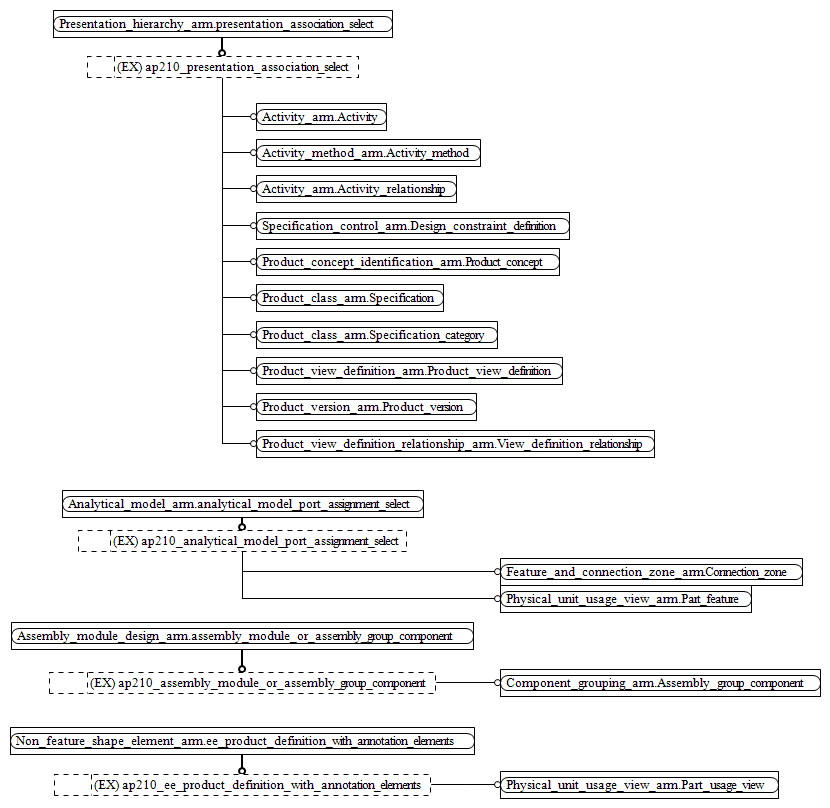 Presentation_hierarchy_arm.presentation_association_select
(EX) ap210_presentation_association_select
Activity_arm.Activity
Activity_method_arm.Activity_method
Activity_arm.Activity_relationship
Specification_control_arm.Design_constraint_definition
Product_concept_identification_arm.Product_concept
Product_class_arm.Specification
Product_class_arm.Specification_category
Product_view_definition_arm.Product_view_definition
Product_version_arm.Product_version
Product_view_definition_relationship_arm.View_definition_relationship
Analytical_model_arm.analytical_model_port_assignment_select
(EX) ap210_analytical_model_port_assignment_select
Feature_and_connection_zone_arm.Connection_zone
Physical_unit_usage_view_arm.Part_feature
Assembly_module_design_arm.assembly_module_or_assembly_group_component
(EX) ap210_assembly_module_or_assembly_group_component
Component_grouping_arm.Assembly_group_component
Non_feature_shape_element_arm.ee_product_definition_with_annotation_elements
(EX) ap210_ee_product_definition_with_annotation_elements
Physical_unit_usage_view_arm.Part_usage_view